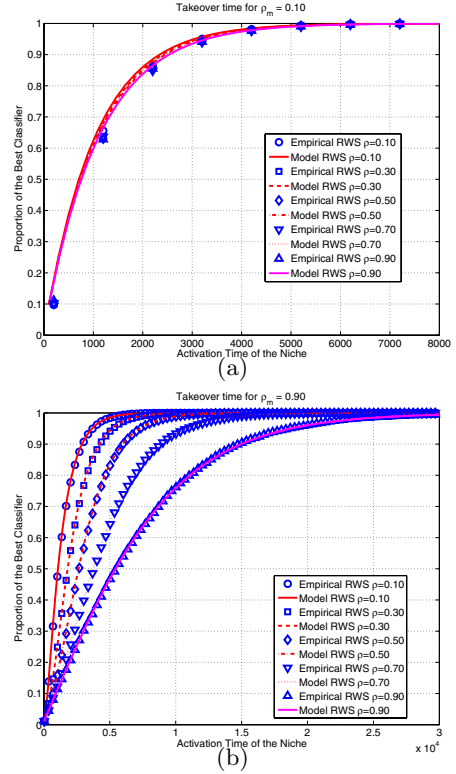 Takeover time for ρm = 0.10
Proportion of the Best Classifier
1
0.9
0.8
0.7
0.6
0.5
0.4
0.3
0.2
0.1
0
Empirical RWS ρ=0.10
Model RWS ρ=0.10
Empirical RWS ρ=0.30
Model RWS ρ=0.30
Empirical RWS ρ=0.50
Model RWS ρ=0.50
Empirical RWS ρ=0.70
Model RWS ρ=0.70
Empirical RWS ρ=0.90
Model RWS ρ=0.90
0 1000 2000 3000 4000 5000 6000 7000 8000
Activation Time of the Niche
(a)
Takeover time for ρm = 0.90
Proportion of the Best Classifier
1
0.9
0.8
0.7
0.6
0.5
0.4
0.3
0.2
0.1
0
Empirical RWS ρ=0.10
Model RWS ρ=0.10
Empirical RWS ρ=0.30
Model RWS ρ=0.30
Empirical RWS ρ=0.50
Model RWS ρ=0.50
Empirical RWS ρ=0.70
Model RWS ρ=0.70
Empirical RWS ρ=0.90
Model RWS ρ=0.90
0 0.5 1 1.5 2 2.5 3
Activation Time of the Niche
x 10^4
(b)